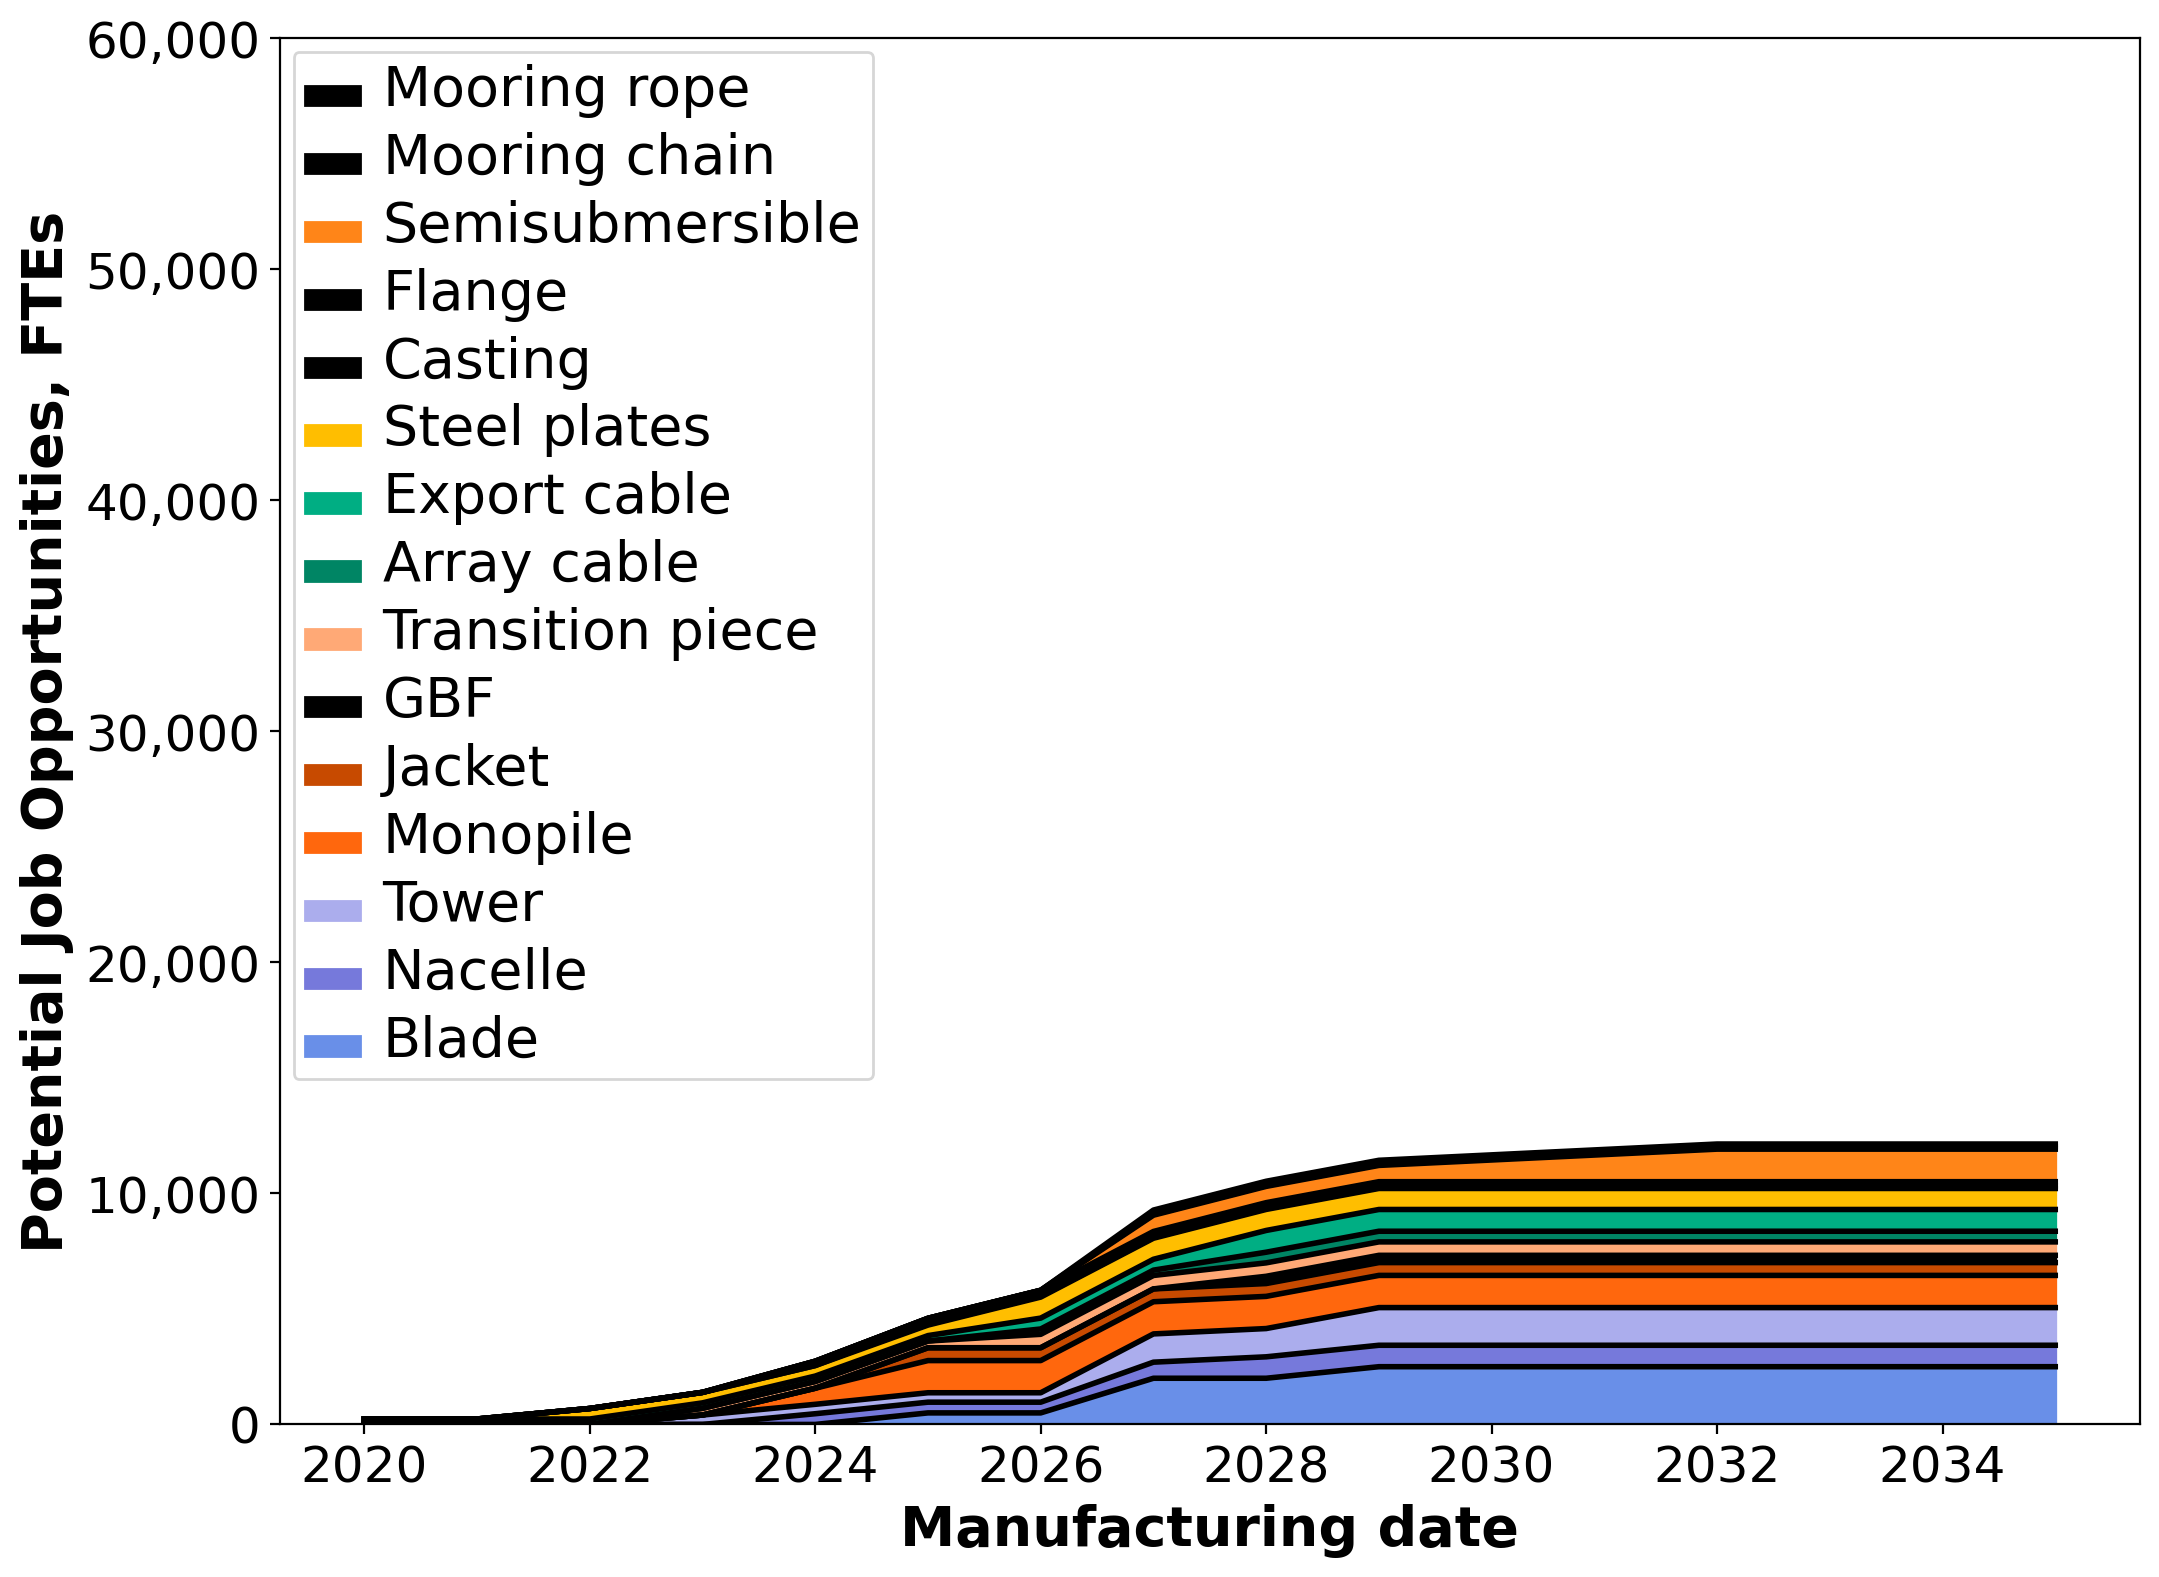 60,000
50,000
40,000
30,000
20,000
10,000
0
Potential Job Opportunities, FTEs
Mooring rope
Mooring chain
Semisubmersible
Flange
Casting
Steel plates
Export cable
Array cable
Transition piece
GBF
Jacket
Monopile
Tower
Nacelle
Blade
2020 2022 2024 2026 2028 2030 2032 2034
Manufacturing date